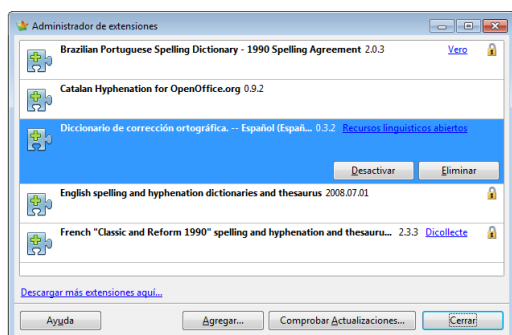 Administrador de extensiones
Brazilian Portuguese Spelling Dictionary - 1990 Spelling Agreement 2.0.3 Vero
Catalan Hyphenation for OpenOffice.org 0.9.2
Diccionario de corrección ortográfica. -- Español (Españ... 0.3.2 Recursos linguisticos abiertos
Desactivar Eliminar
English spelling and hyphenation dictionaries and thesaurus 2008.07.01
French "Classic and Reform 1990" spelling and hyphenation and thesauru... 2.3.3 Dicollecte
Descargar más extensiones aquí...
Ayuda Agregar... Comprobar Actualizaciones... Cerrar